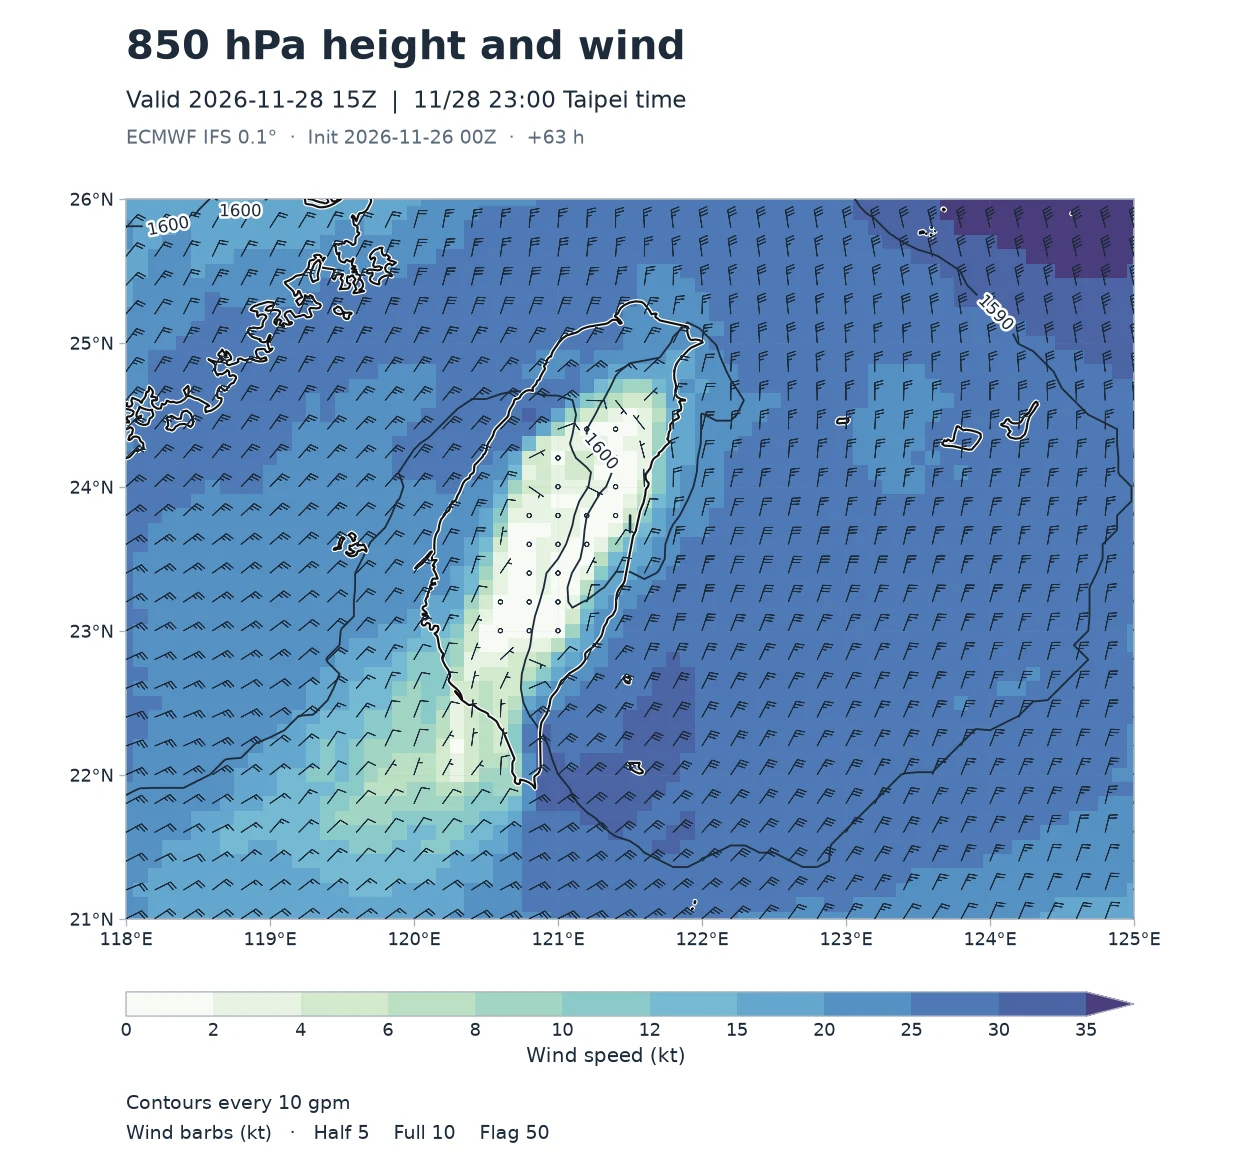 850 hPa height and wind
Valid 2026-11-28 15Z | 11/28 23:00 Taipei time
ECMWF IFS 0.1° · Init 2026-11-26 00Z · +63 h
26°N
1600
1600
1590
25°N
1600
24°N
23°N
22°N
21°N
118°E 119°E 120°E 121°E 122°E 123°E 124°E 125°E
0 2 4 6 8 10 12 15 20 25 30 35
Wind speed (kt)
Contours every 10 gpm
Wind barbs (kt) · Half 5 Full 10 Flag 50